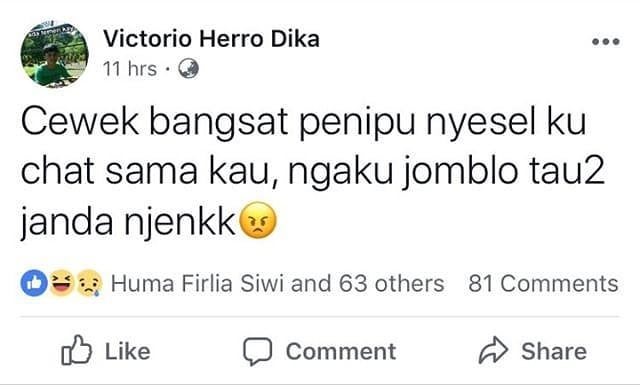 Victorio Herro Dika
11 hrs ·
Cewek bangsat penipu nyesel ku
chat sama kau, ngaku jomblo tau2
janda njenkk😠
Huma Firlia Siwi and 63 others 81 Comments
Like Comment Share